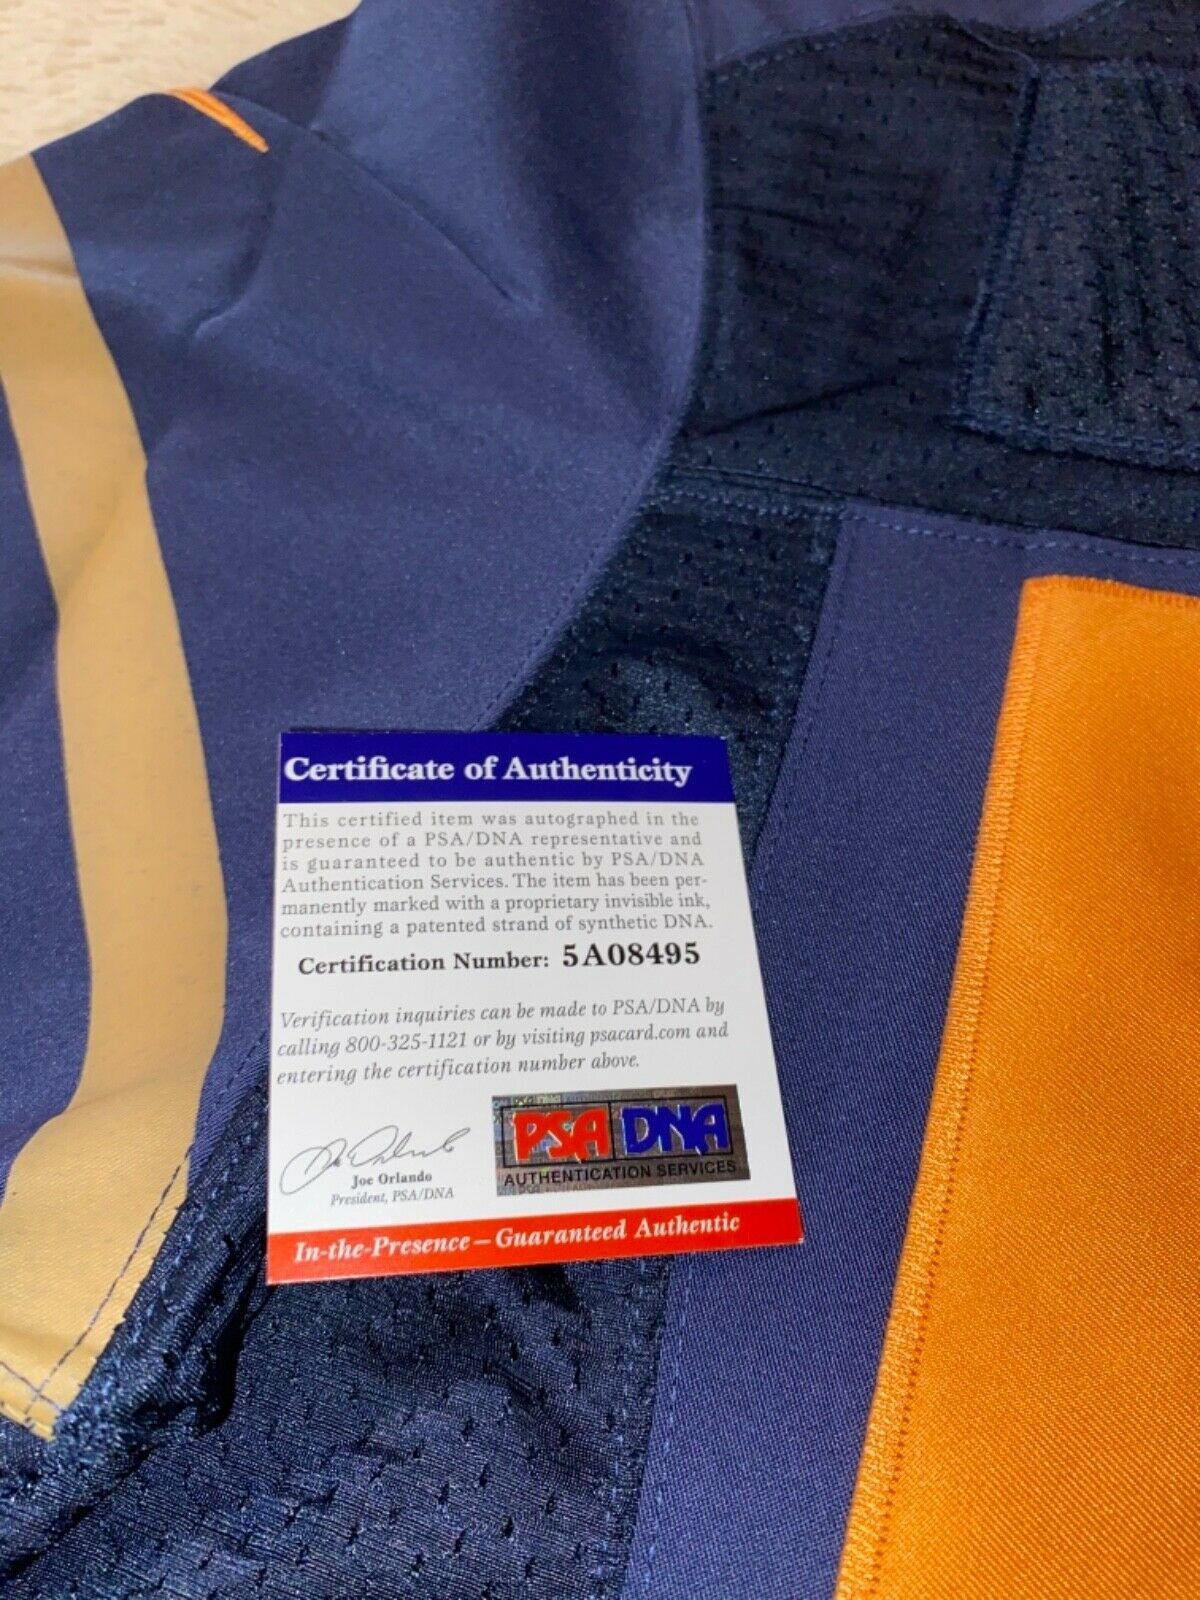 Certificate of Authenticity
This certified item was autographed in the
presence of a PSA/DNA representative and
is guaranteed to be authentic by PSA/DNA
Authentication Services. The item has been per-
manently marked with a proprietary invisible ink,
containing a patented strand of synthetic DNA.
Certification Number: 5A08495
Verification inquiries can be made to PSA/DNA by
calling 800-325-1121 or by visiting psacard.com and
entering the certification number above.
Joe Orlando
Joe Orlando
President, PSA/DNA
PSA DNA
AUTHENTICATION SERVICES
In-the-Presence – Guaranteed Authentic